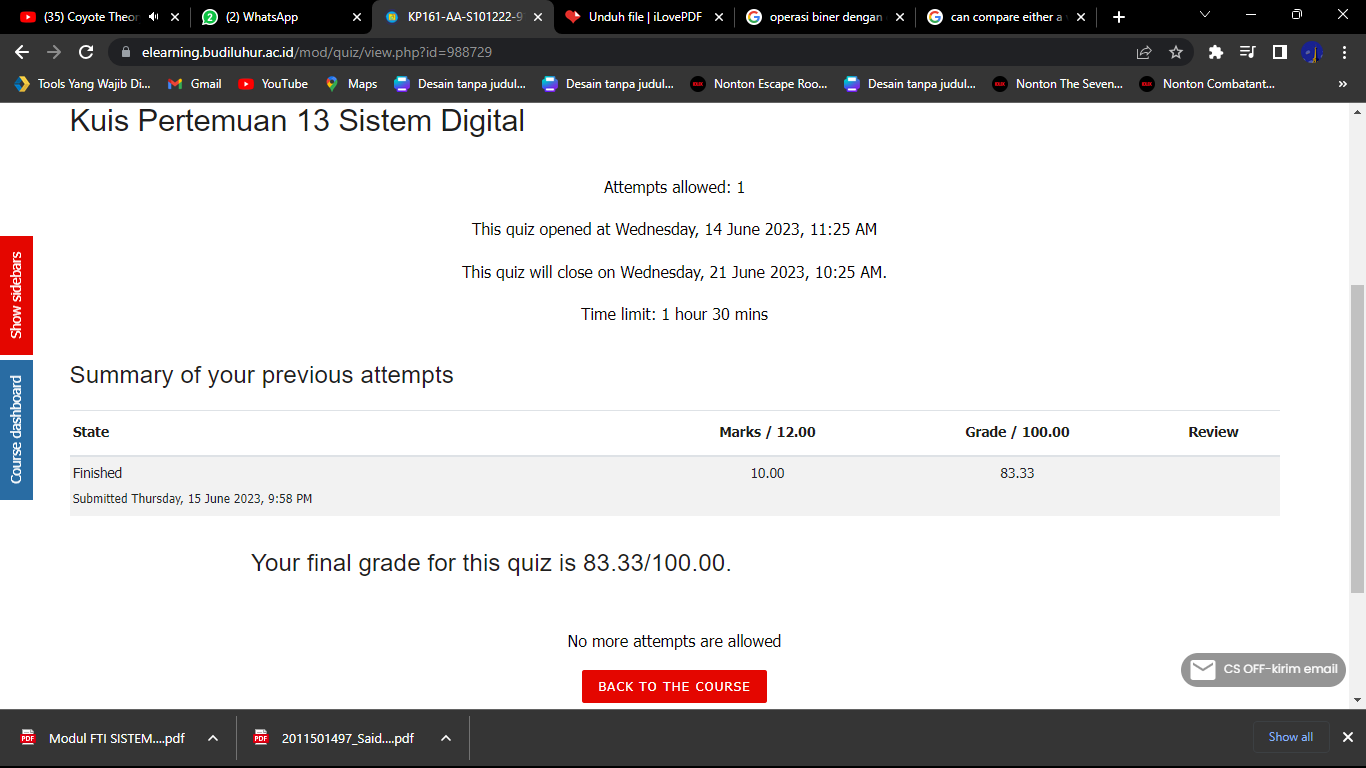 (35) Coyote Theor
(2) WhatsApp
KP161-AA-S101222-9
Unduh file | iLovePDF
operasi biner dengan
can compare either a
elearning.budiluhur.ac.id/mod/quiz/view.php?id=988729
Tools Yang Wajib Di...
Gmail
YouTube
Maps
Desain tanpa judul...
Desain tanpa judul...
Nonton Escape Roo...
Desain tanpa judul...
Nonton The Seven...
Nonton Combatant...
»
Kuis Pertemuan 13 Sistem Digital
Attempts allowed: 1
This quiz opened at Wednesday, 14 June 2023, 11:25 AM
This quiz will close on Wednesday, 21 June 2023, 10:25 AM.
Time limit: 1 hour 30 mins
Show sidebars
Course dashboard
Summary of your previous attempts
State Marks / 12.00 Grade / 100.00 Review
Finished 10.00 83.33
Submitted Thursday, 15 June 2023, 9:58 PM
Your final grade for this quiz is 83.33/100.00.
No more attempts are allowed
BACK TO THE COURSE
CS OFF-kirim email
Modul FTI SISTEM....pdf
2011501497_Said....pdf
Show all